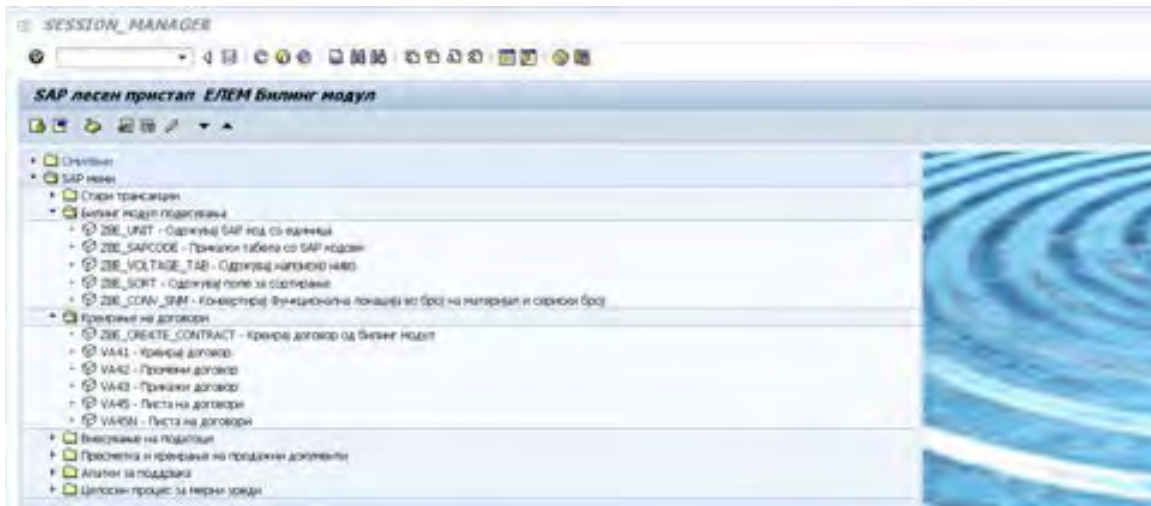 SESSION_MANAGER
SAP лесен пристап ЕЛЕМ Билинг модул
Омилени
SAP мени
Стари трансакции
Билинг модул подесувања
ZBE_UNIT - Одржувај SAP код со единица
ZBE_SAPCODE - Прикажи табела со SAP кодови
ZBE_VOLTAGE_TAB - Одржувај напонско ниво
ZBE_SORT - Одржувај поле за сортирање
ZBE_CONV_SNM - Конвертирај Функционална локација во број на материјал и сериски број
Креирање на договори
ZBE_CREATE_CONTRACT - Креирај договор од билинг модул
VA41 - Креирај договор
VA42 - Промени договор
VA43 - Прикажи договор
VA45 - Листа на договори
VA45N - Листа на договори
Внесување на податоци
Пресметка и креирање на продажни документи
Алатки за поддршка
Целосен процес за мерни уреди